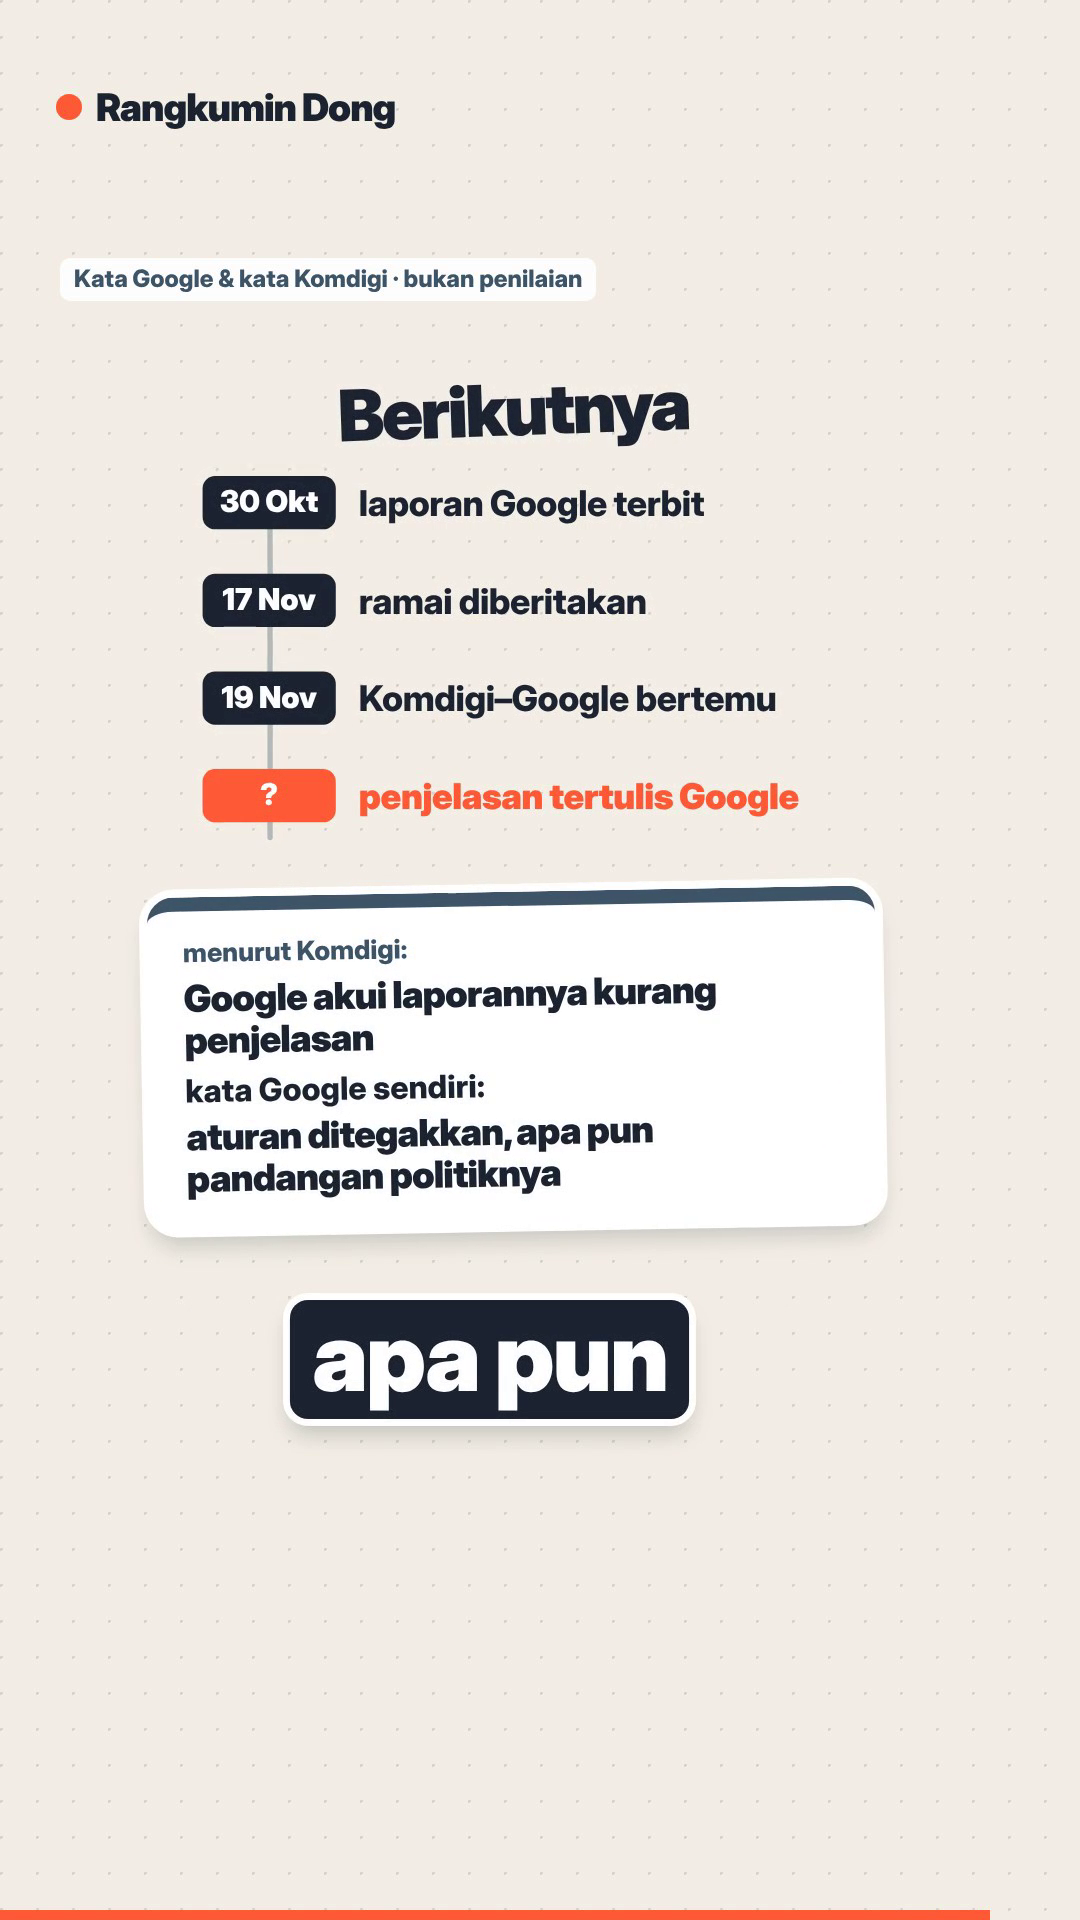 Rangkumin Dong
Kata Google & kata Komdigi · bukan penilaian
Berikutnya
30 Okt laporan Google terbit
17 Nov ramai diberitakan
19 Nov Komdigi–Google bertemu
? penjelasan tertulis Google
menurut Komdigi:
Google akui laporannya kurang
penjelasan
kata Google sendiri:
aturan ditegakkan, apa pun
pandangan politiknya
apa pun